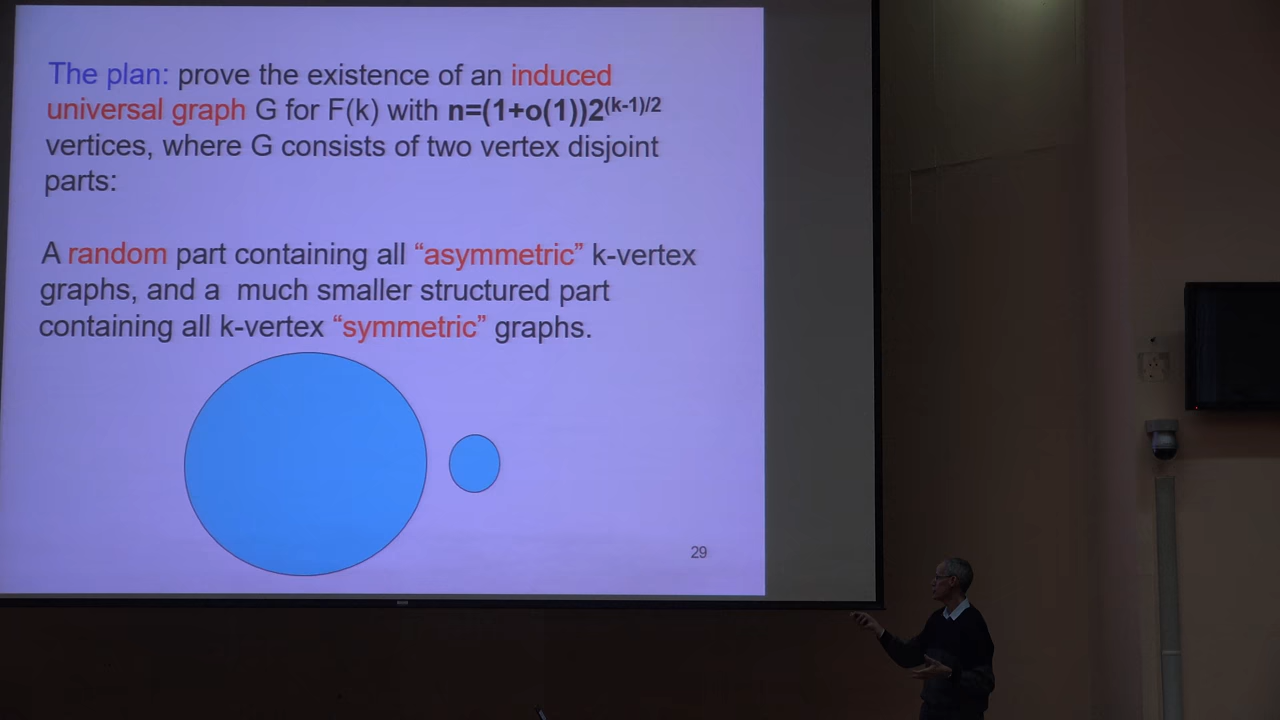 The plan: prove the existence of an induced
universal graph G for F(k) with n=(1+o(1))2^(k-1)/2
vertices, where G consists of two vertex disjoint
parts:
A random part containing all “asymmetric” k-vertex
graphs, and a much smaller structured part
containing all k-vertex “symmetric” graphs.
29